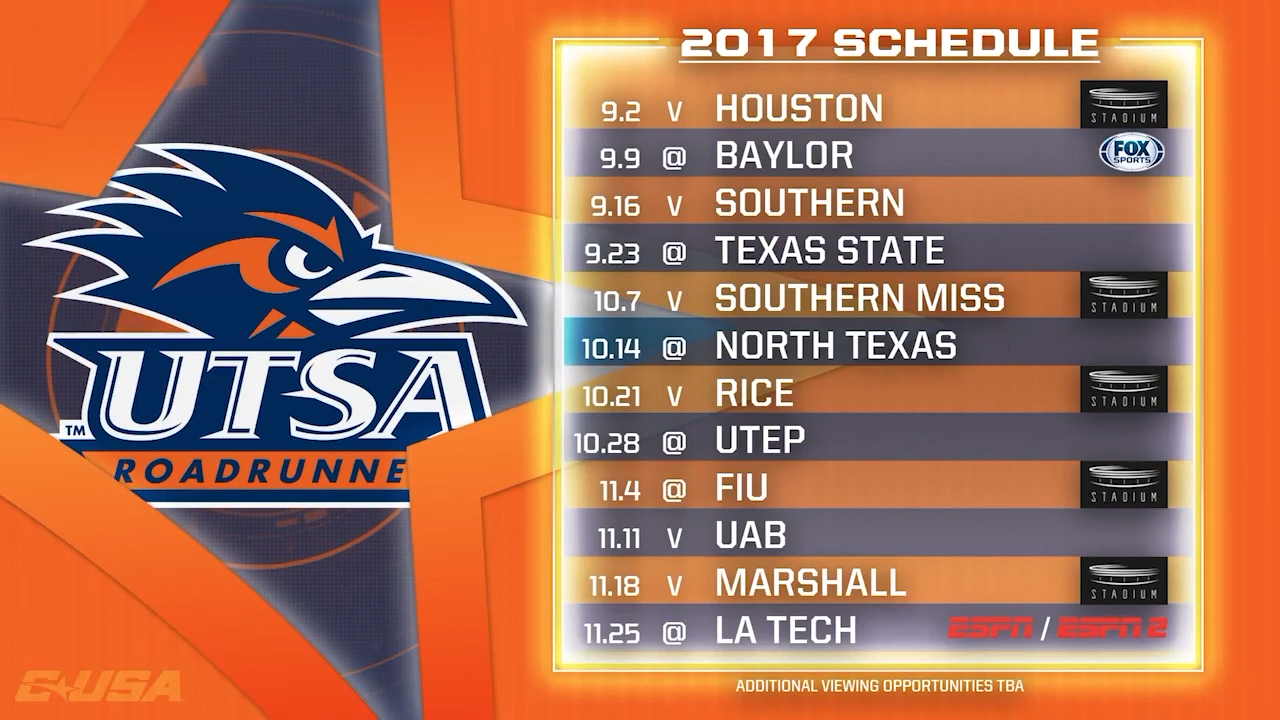 2017 SCHEDULE
9.2 V HOUSTON STADIUM
9.9 @ BAYLOR FOX SPORTS
9.16 V SOUTHERN
9.23 @ TEXAS STATE
10.7 V SOUTHERN MISS STADIUM
10.14 @ NORTH TEXAS
10.21 V RICE STADIUM
10.28 @ UTEP
11.4 @ FIU STADIUM
11.11 V UAB
11.18 V MARSHALL STADIUM
11.25 @ LA TECH ESPN / ESPN 2
ADDITIONAL VIEWING OPPORTUNITIES TBA
UTSA
TM
ROADRUNNE
C USA